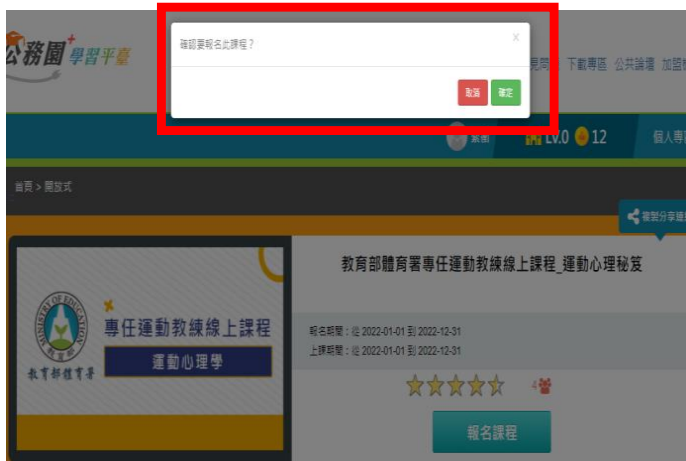 確認要報名此課程？
x
取消 確定
公務園+學習平臺
下載專區 公共論壇 加盟
LV.0 12
個人專
首頁 > 開放式
複製分享連
專任運動教練線上課程
運動心理學
MINISTRY OF EDUCATION
教育部
教育部體育署
教育部體育署專任運動教練線上課程_運動心理秘笈
報名期間：從 2022-01-01 到 2022-12-31
上課期間：從 2022-01-01 到 2022-12-31
4
報名課程